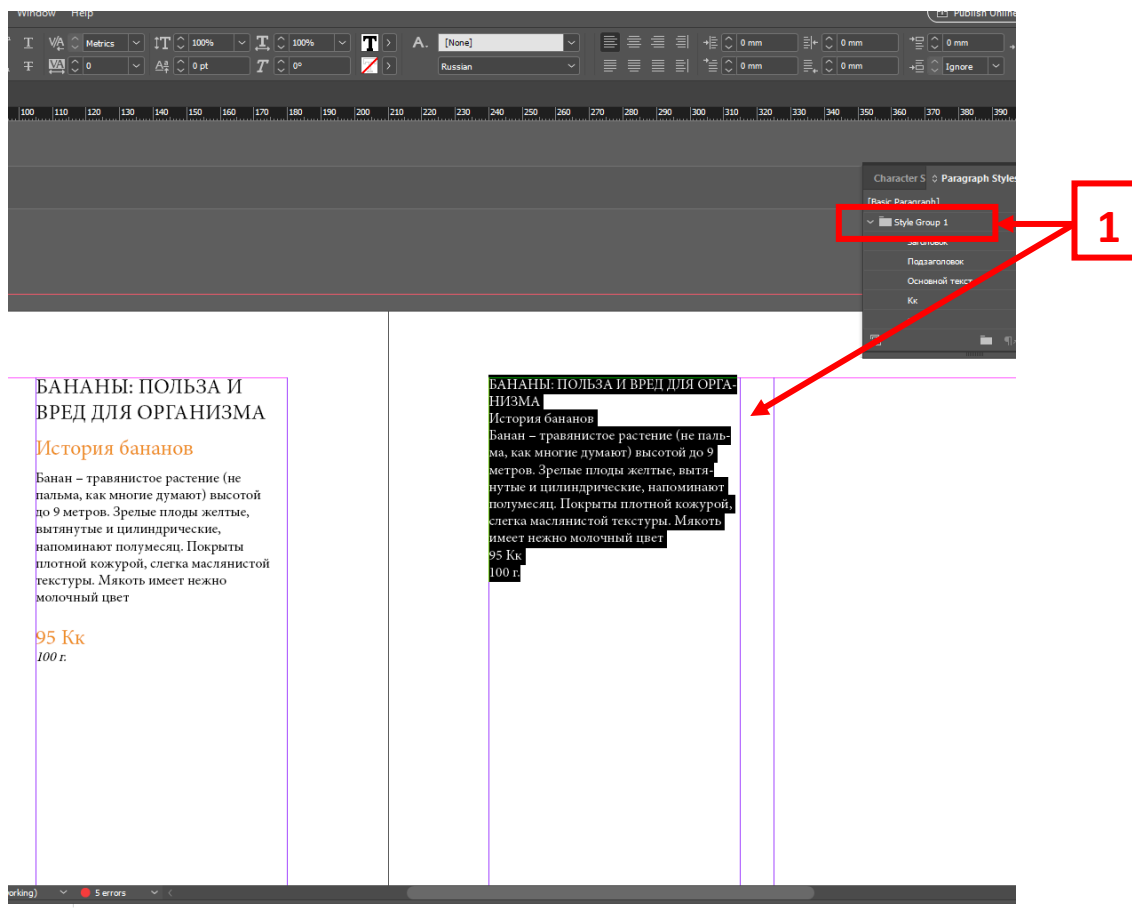 Window Help
Publish Online
Metrics 100% 100% A. [None] 0 mm 0 mm 0 mm
0 0 pt 0° Russian 0 mm 0 mm Ignore
100 110 120 130 140 150 160 170 180 190 200 210 220 230 240 250 260 270 280 290 300 310 320 330 340 350 360 370 380 390
Character S Paragraph Styles
[Basic Paragraph]
Style Group 1
Заголовок
Подзаголовок
Основной текст
Кк
1
БАНАНЫ: ПОЛЬЗА И
ВРЕД ДЛЯ ОРГАНИЗМА
История бананов
Банан – травянистое растение (не
пальма, как многие думают) высотой
до 9 метров. Зрелые плоды желтые,
вытянутые и цилиндрические,
напоминают полумесяц. Покрыты
плотной кожурой, слегка маслянистой
текстуры. Мякоть имеет нежно
молочный цвет
95 Кк
100 г.
БАНАНЫ: ПОЛЬЗА И ВРЕД ДЛЯ ОРГА-
НИЗМА
История бананов
Банан – травянистое растение (не паль-
ма, как многие думают) высотой до 9
метров. Зрелые плоды желтые, вытя-
нутые и цилиндрические, напоминают
полумесяц. Покрыты плотной кожурой,
слегка маслянистой текстуры. Мякоть
имеет нежно молочный цвет
95 Кк
100 г.
orking) 5 errors